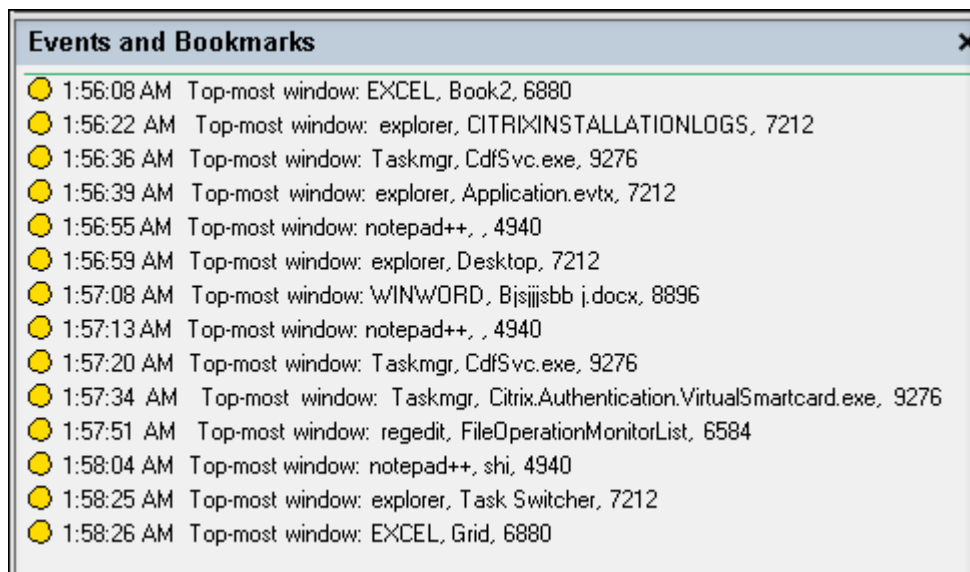 Events and Bookmarks
1:56:08 AM Top-most window: EXCEL, Book2, 6880
1:56:22 AM Top-most window: explorer, CITRIXINSTALLATIONLOGS, 7212
1:56:36 AM Top-most window: Taskmgr, CdfSvc.exe, 9276
1:56:39 AM Top-most window: explorer, Application.evtx, 7212
1:56:55 AM Top-most window: notepad++, , 4940
1:56:59 AM Top-most window: explorer, Desktop, 7212
1:57:08 AM Top-most window: WINWORD, Bjsjjjsbb j.docx, 8896
1:57:13 AM Top-most window: notepad++, , 4940
1:57:20 AM Top-most window: Taskmgr, CdfSvc.exe, 9276
1:57:34 AM Top-most window: Taskmgr, Citrix.Authentication.VirtualSmartcard.exe, 9276
1:57:51 AM Top-most window: regedit, FileOperationMonitorList, 6584
1:58:04 AM Top-most window: notepad++, shi, 4940
1:58:25 AM Top-most window: explorer, Task Switcher, 7212
1:58:26 AM Top-most window: EXCEL, Grid, 6880